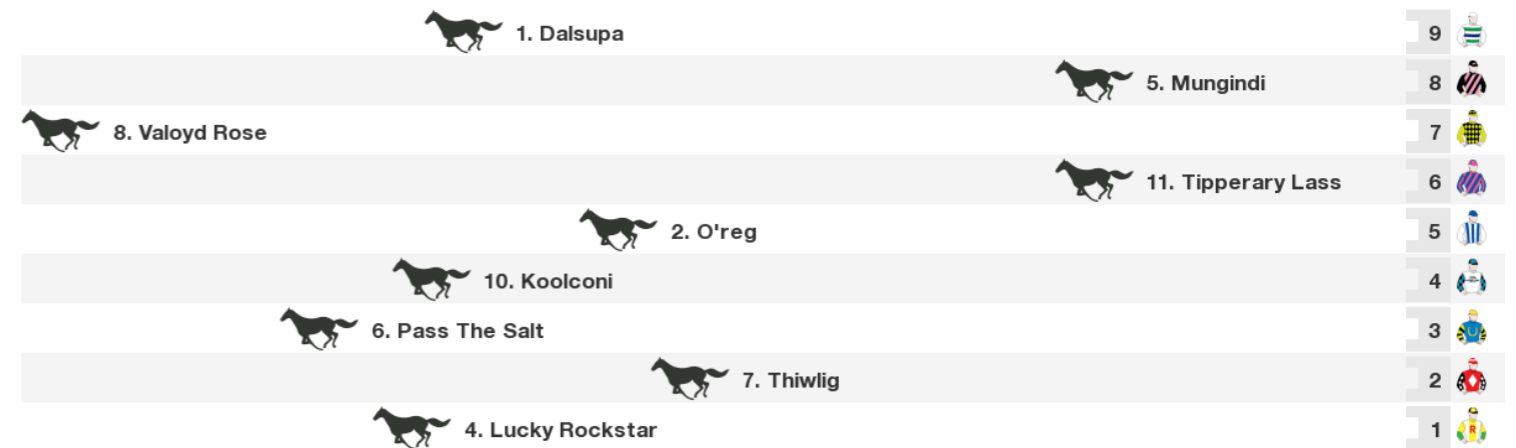 1. Dalsupa 9
5. Mungindi 8
8. Valoyd Rose 7
11. Tipperary Lass 6
2. O'reg 5
10. Koolconi 4
6. Pass The Salt 3
7. Thiwlig 2
4. Lucky Rockstar 1 R